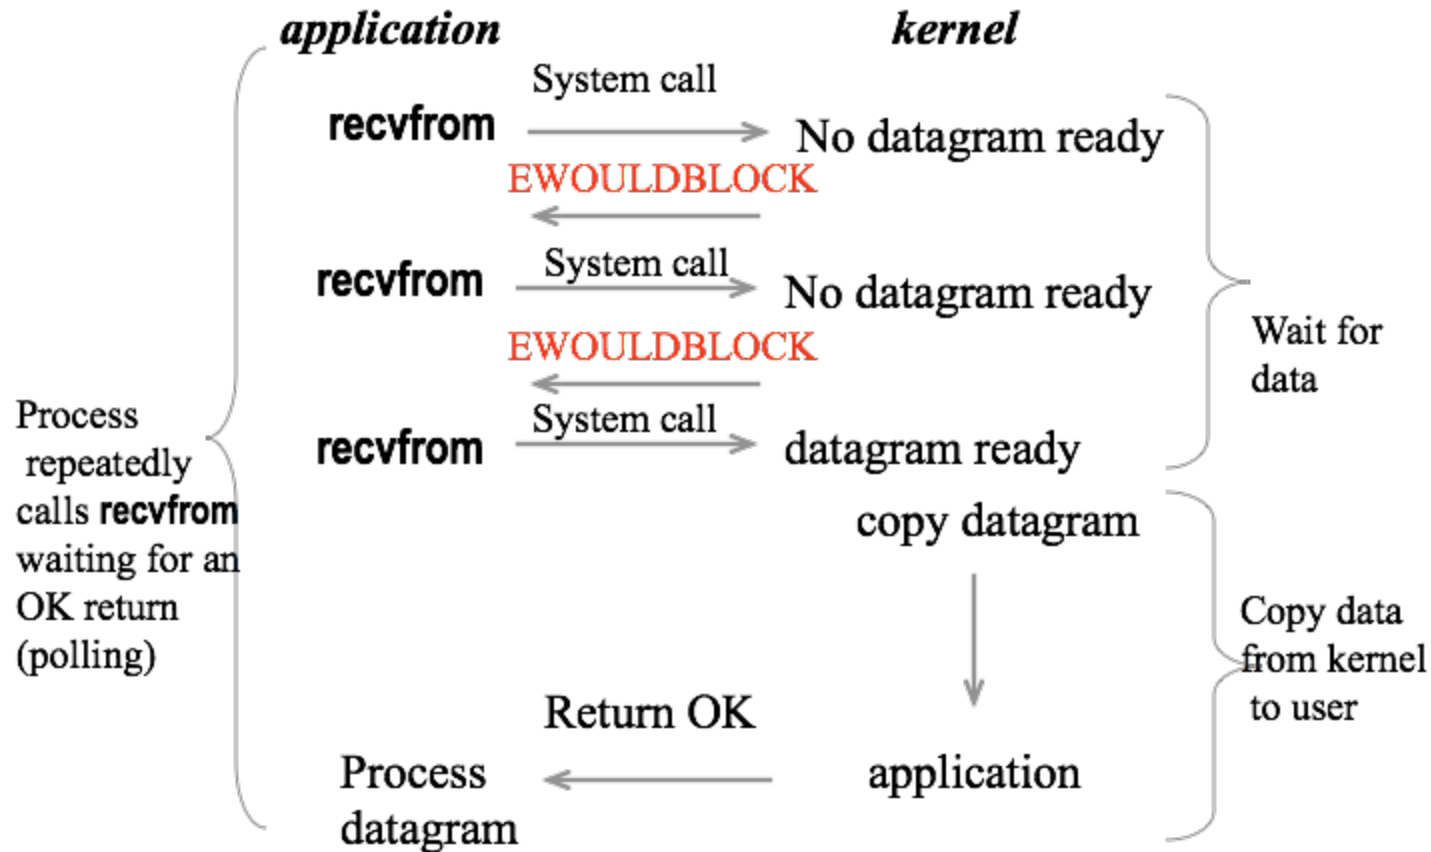 application
kernel
System call
recvfrom
No datagram ready
EWOULDBLOCK
System call
recvfrom
No datagram ready
EWOULDBLOCK
System call
recvfrom
datagram ready
Wait for
data
Process
repeatedly
calls recvfrom
waiting for an
OK return
(polling)
copy datagram
Copy data
from kernel
to user
Return OK
application
Process
datagram